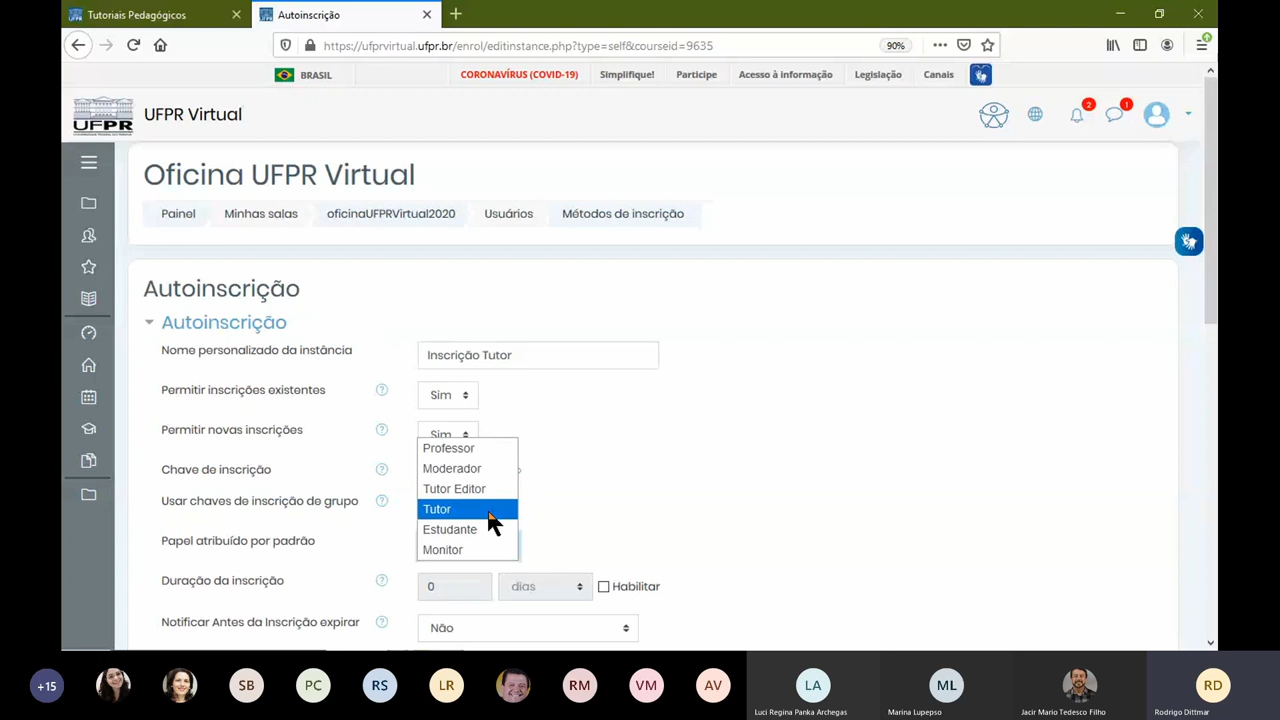 Tutoriais Pedagógicos
Autoinscrição
https://ufprvirtual.ufpr.br/enrol/editinstance.php?type=self&courseid=9635
90%
BRASIL
CORONAVÍRUS (COVID-19)
Simplifique!
Participe
Acesso à informação
Legislação
Canais
UFPR
UFPR Virtual
2
1
Oficina UFPR Virtual
Painel
Minhas salas
oficinaUFPRVirtual2020
Usuários
Métodos de inscrição
Autoinscrição
Autoinscrição
Nome personalizado da instância
Inscrição Tutor
Permitir inscrições existentes
Sim
Permitir novas inscrições
Sim
Chave de inscrição
Usar chaves de inscrição de grupo
Papel atribuído por padrão
Professor
Moderador
Tutor Editor
Tutor
Estudante
Monitor
Duração da inscrição
0
dias
Habilitar
Notificar Antes da Inscrição expirar
Não
+15
SB
PC
RS
LR
RM
VM
AV
LA
Luci Regina Panka Archegas
ML
Marina Lupepso
Jacir Mario Tedesco Filho
RD
Rodrigo Dittmar